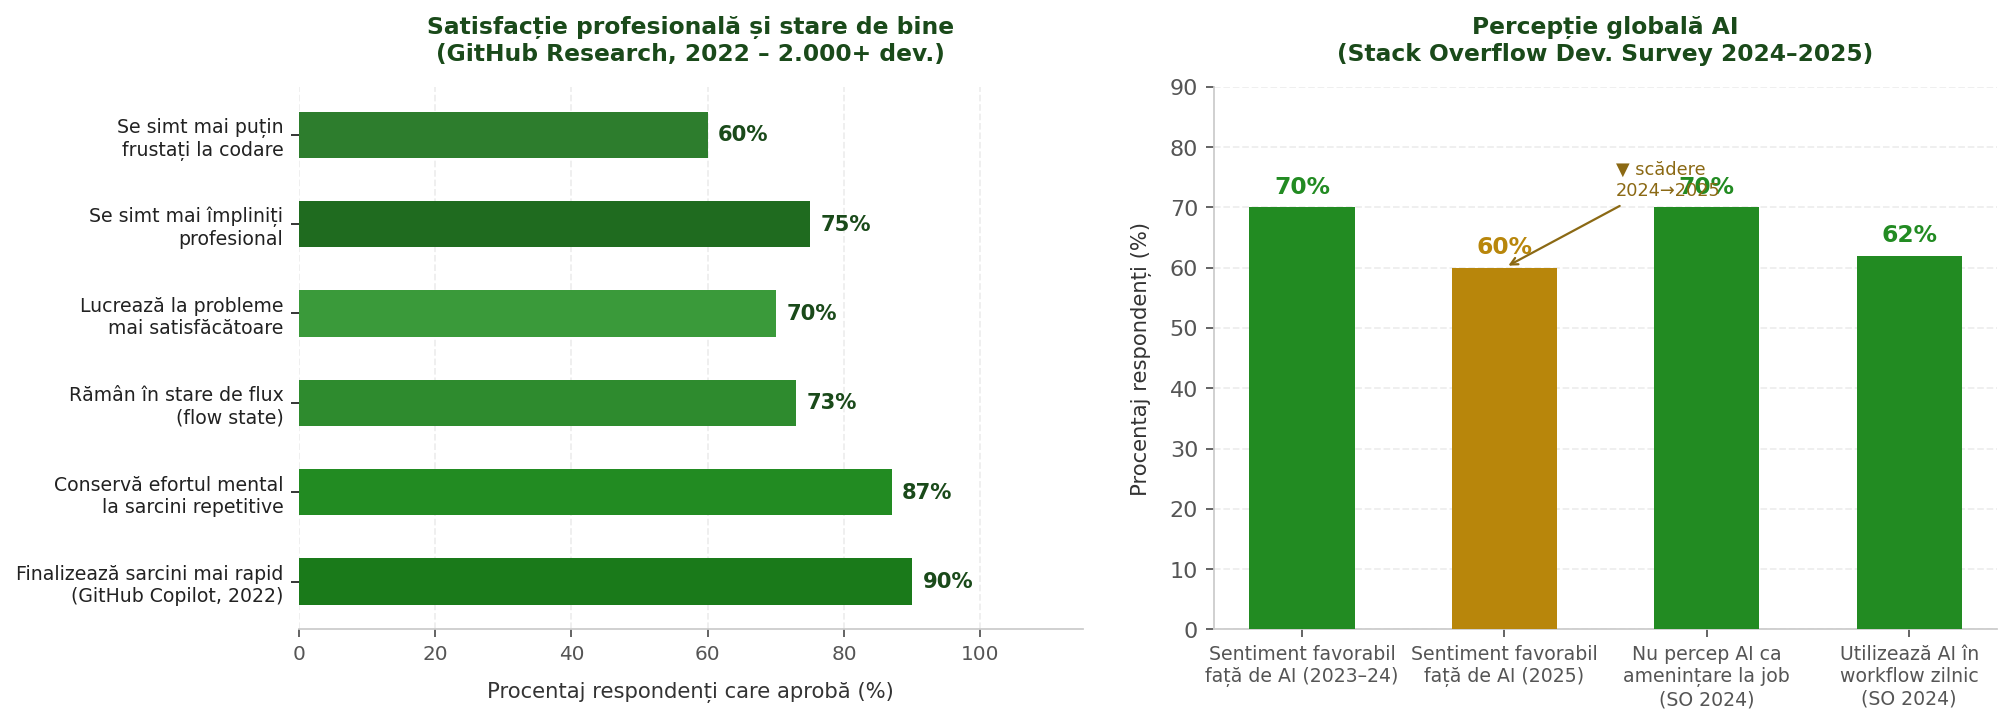 Satisfacție profesională și stare de bine
(GitHub Research, 2022 – 2.000+ dev.)
Se simt mai puțin
frustați la codare
60%
Se simt mai împliniți
profesional
75%
Lucrează la probleme
mai satisfăcătoare
70%
Rămân în stare de flux
(flow state)
73%
Conservă efortul mental
la sarcini repetitive
87%
Finalizează sarcini mai rapid
(GitHub Copilot, 2022)
90%
0
20
40
60
80
100
Procentaj respondenți care aprobă (%)
Percepție globală AI
(Stack Overflow Dev. Survey 2024–2025)
Procentaj respondenți (%)
90
80
70
60
50
40
30
20
10
0
70%
60%
▼ scădere
2024→2025
70%
62%
Sentiment favorabil
față de AI (2023–24)
Sentiment favorabil
față de AI (2025)
Nu percep AI ca
amenințare la job
(SO 2024)
Utilizează AI în
workflow zilnic
(SO 2024)